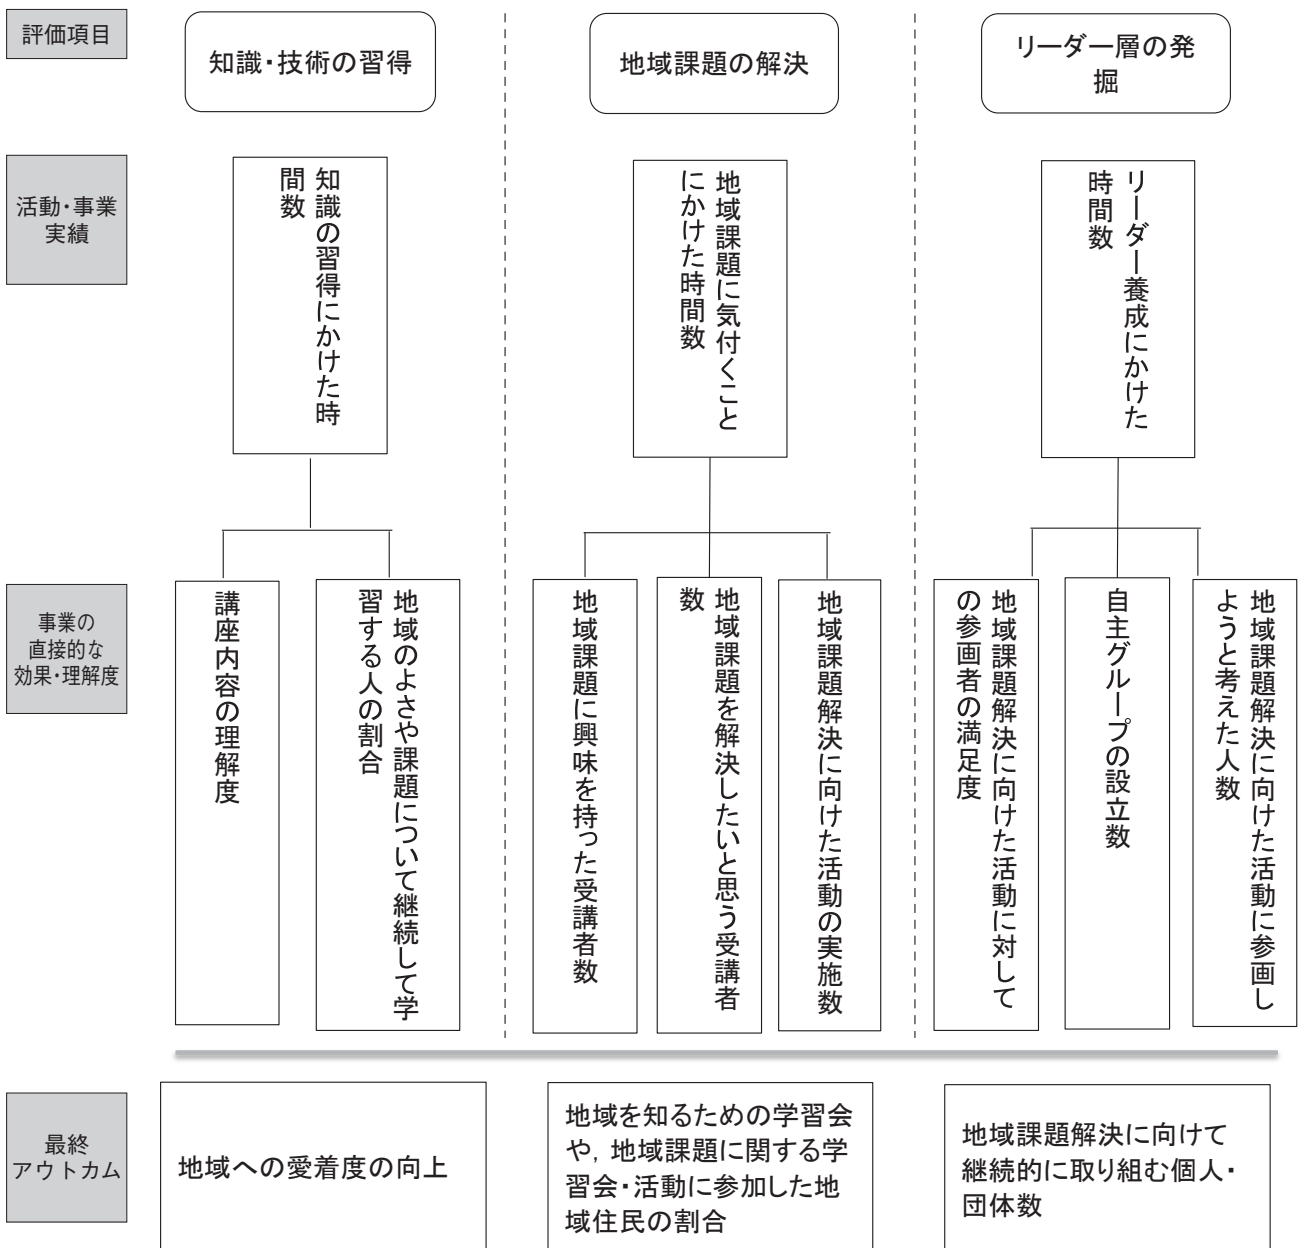 評価項目
知識・技術の習得
地域課題の解決
リーダー層の発
掘
活動・事業
実績
知識の習得にかけた時
間数
地域課題に気付くこと
にかけた時間数
リーダー養成にかけた
時間数
事業の
直接的な
効果・理解度
講座内容の理解度
地域のよさや課題について継続して学
習する人の割合
地域課題に興味を持った受講者数
地域課題を解決したいと思う受講者
数
地域課題解決に向けた活動の実施数
地域課題解決に向けた活動に対して
の参画者の満足度
自主グループの設立数
地域課題解決に向けた活動に参画し
ようと考えた人数
最終
アウトカム
地域への愛着度の向上
地域を知るための学習会
や，地域課題に関する学
習会・活動に参加した地
域住民の割合
地域課題解決に向けて
継続的に取り組む個人・
団体数